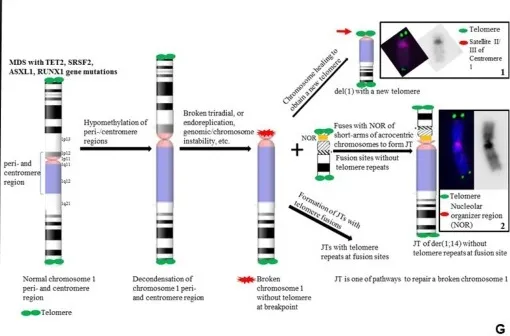 MDS with TET2, SRSF2,
ASXL1, RUNX1 gene mutations
Hypomethylation of
peri-/centromere
regions
Broken triradial, or
endoreplication,
genomic/chromosome
instability, etc.
Chromosome healing to
obtain a new telomere
del(1) with a new telomere
Telomere
Satellite II/
III of
Centromere
1
1
1p13
1p12
1p11
1q11
1q12
1q21
peri- and
centromere
region
NOR
Fuses with NOR of
short-arms of acrocentric
chromosomes to form JT
Fusion sites without
telomere repeats
Telomere
Nucleolar
organizer region
(NOR)
2
Formation of JTs with
telomere fusions
JTs with telomere
repeats at fusion sites
JT of der(1;14) without
telomere repeat at fusion site
Normal chromosome 1
peri- and centromere
region
Decondensation of
chromosome 1 peri-
and centromere region
Broken
chromosome 1
without telomere
at breakpoint
JT is one of pathways to repair a broken chromosome 1
Telomere
G